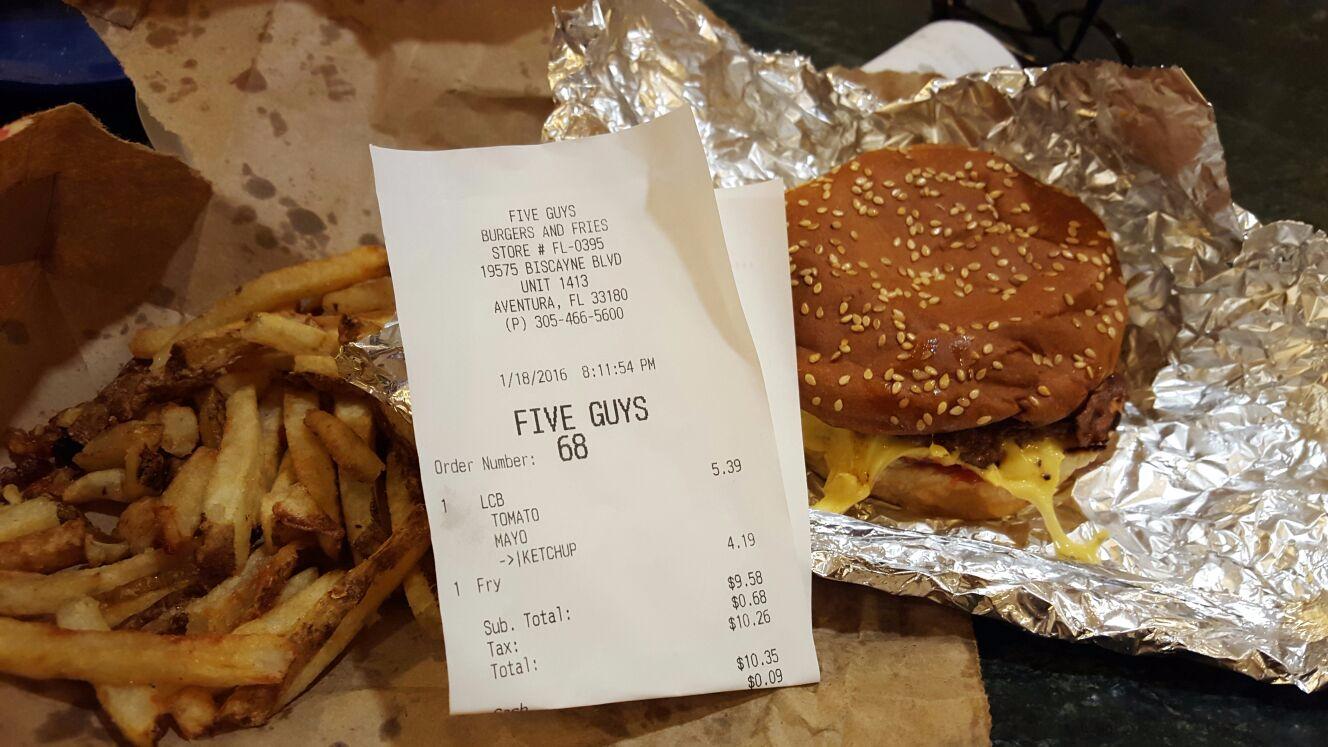 FIVE GUYS
BURGERS AND FRIES
STORE # FL-0395
19575 BISCAYNE BLVD
UNIT 1413
AVENTURA, FL 33180
(P) 305-466-5600
1/18/2016 8:11:54 PM
FIVE GUYS
Order Number: 68
1 LCB 5.39
TOMATO
MAYO
->|KETCHUP
1 Fry 4.19
Sub. Total: $9.58
Tax: $0.68
Total: $10.26
Cash $10.35
$0.09